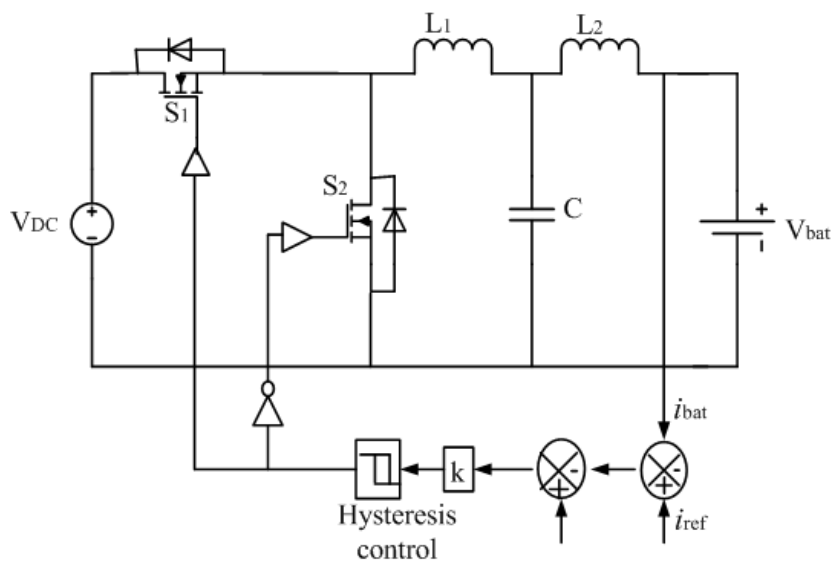 L1
L2
S1
S2
VDC
+
-
C
+
-
Vbat
ibat
k
-
+
-
+
Hysteresis
control
iref